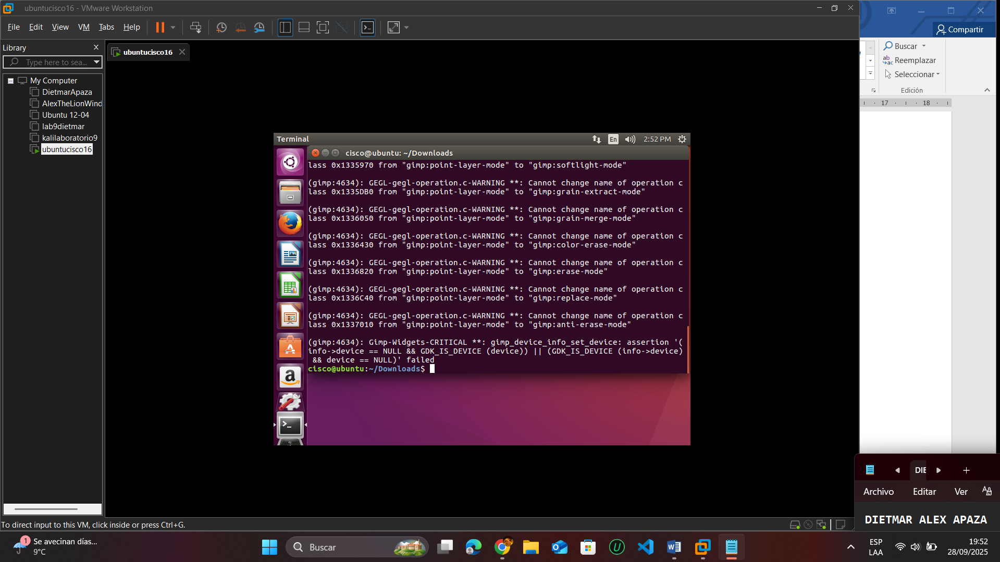 ubuntucisco16 - VMware Workstation
File Edit View VM Tabs Help
Library
Type here to sea...
My Computer
DietmarApaza
AlexTheLionWind
Ubuntu 12-04
lab9dietmar
kalilaboratorio9
ubuntucisco16
ubuntucisco16
Terminal
En
2:52 PM
cisco@ubuntu: ~/Downloads
lass 0x1335970 from "gimp:point-layer-mode" to "gimp:softlight-mode"
(gimp:4634): GEGL-gegl-operation.c-WARNING **: Cannot change name of operation c
lass 0x1335DB0 from "gimp:point-layer-mode" to "gimp:grain-extract-mode"
(gimp:4634): GEGL-gegl-operation.c-WARNING **: Cannot change name of operation c
lass 0x1336050 from "gimp:point-layer-mode" to "gimp:grain-merge-mode"
(gimp:4634): GEGL-gegl-operation.c-WARNING **: Cannot change name of operation c
lass 0x1336430 from "gimp:point-layer-mode" to "gimp:color-erase-mode"
(gimp:4634): GEGL-gegl-operation.c-WARNING **: Cannot change name of operation c
lass 0x1336820 from "gimp:point-layer-mode" to "gimp:erase-mode"
(gimp:4634): GEGL-gegl-operation.c-WARNING **: Cannot change name of operation c
lass 0x1336C40 from "gimp:point-layer-mode" to "gimp:replace-mode"
(gimp:4634): GEGL-gegl-operation.c-WARNING **: Cannot change name of operation c
lass 0x1337010 from "gimp:point-layer-mode" to "gimp:anti-erase-mode"
(gimp:4634): Gimp-Widgets-CRITICAL **: gimp_device_info_set_device: assertion '(
info->device == NULL && GDK_IS_DEVICE (device)) || (GDK_IS_DEVICE (info->device)
 && device == NULL)' failed
cisco@ubuntu:~/Downloads$
To direct input to this VM, click inside or press Ctrl+G.
Compartir
Buscar
Reemplazar
Seleccionar
Edición
17 18
DIE
Archivo Editar Ver
DIETMAR ALEX APAZA
1
Se avecinan días...
9°C
Buscar
ESP
LAA
19:52
28/09/2025